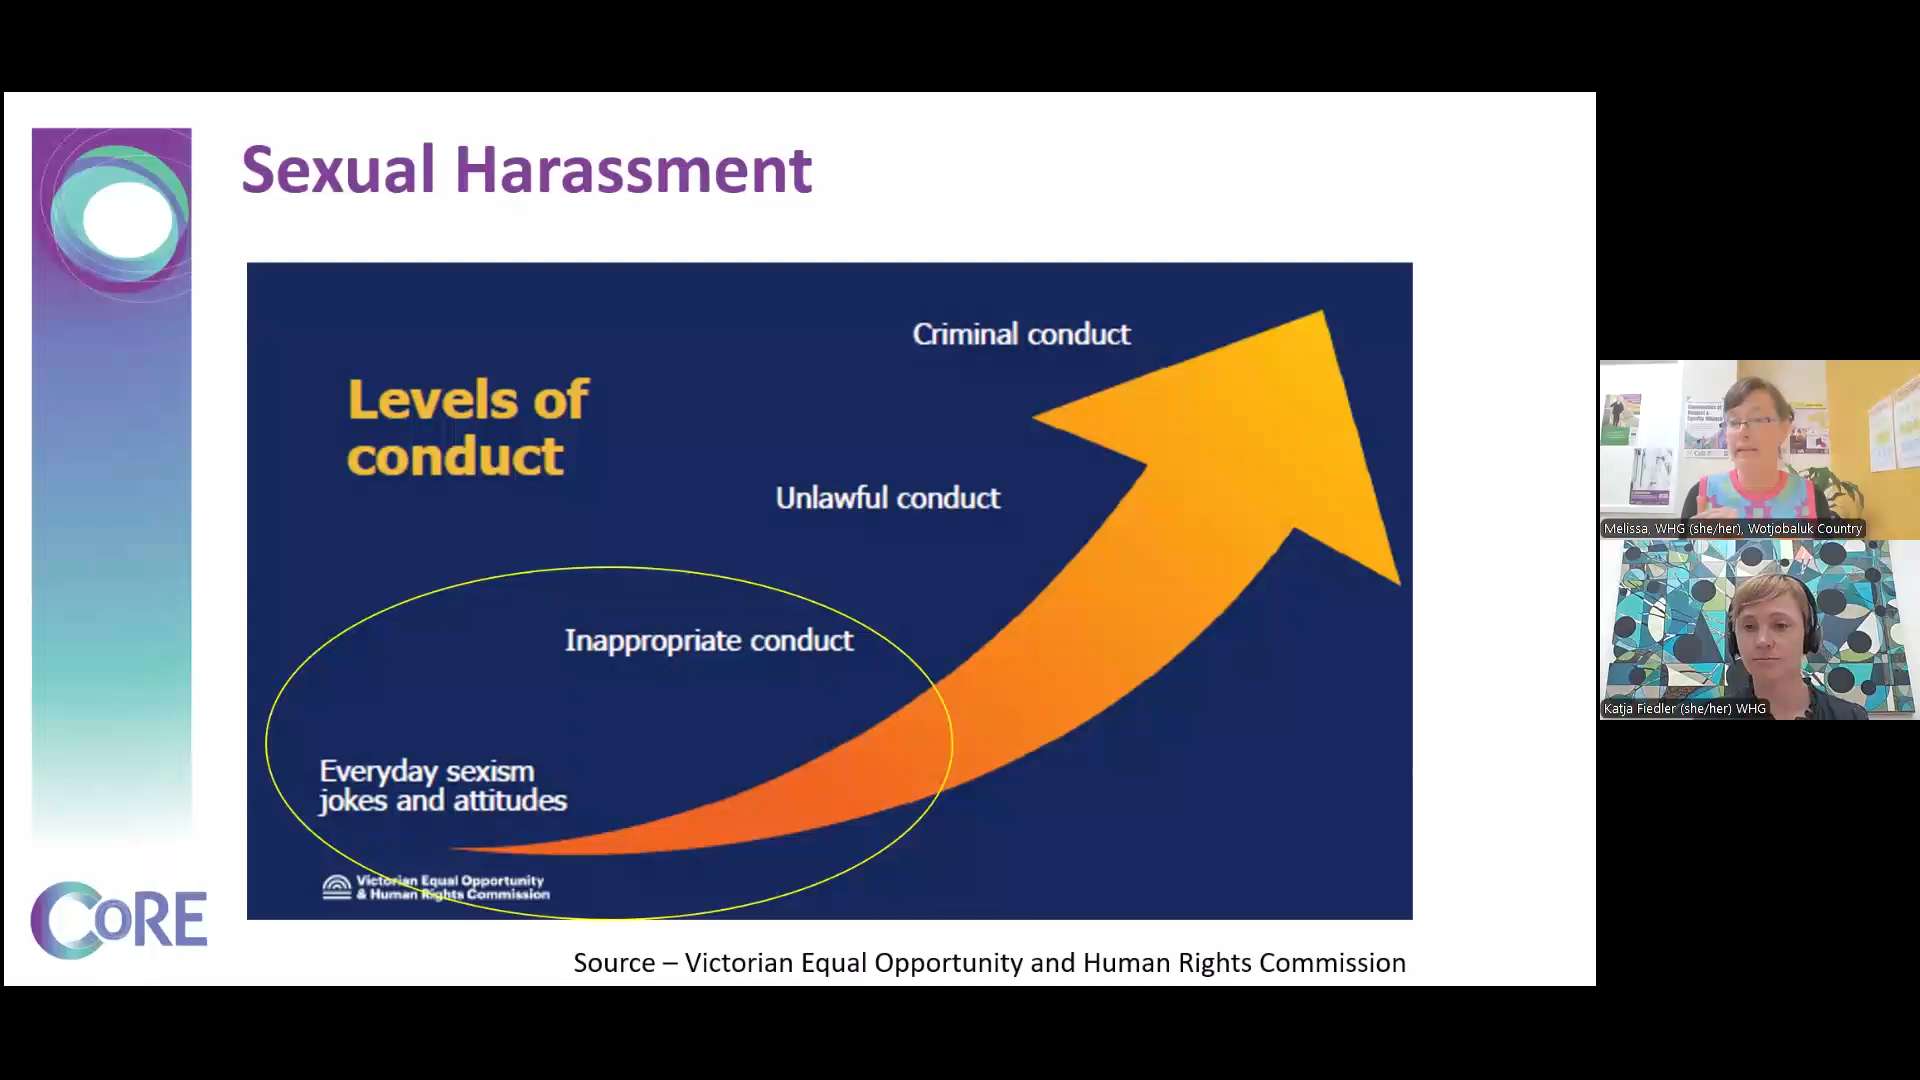 Sexual Harassment
Criminal conduct
Levels of
conduct
Unlawful conduct
Inappropriate conduct
Everyday sexism
jokes and attitudes
Victorian Equal Opportunity
& Human Rights Commission
CoRE
Source – Victorian Equal Opportunity and Human Rights Commission
Melissa, WHG (she/her), Wotjobaluk Country
Katja Fiedler (she/her) WHG